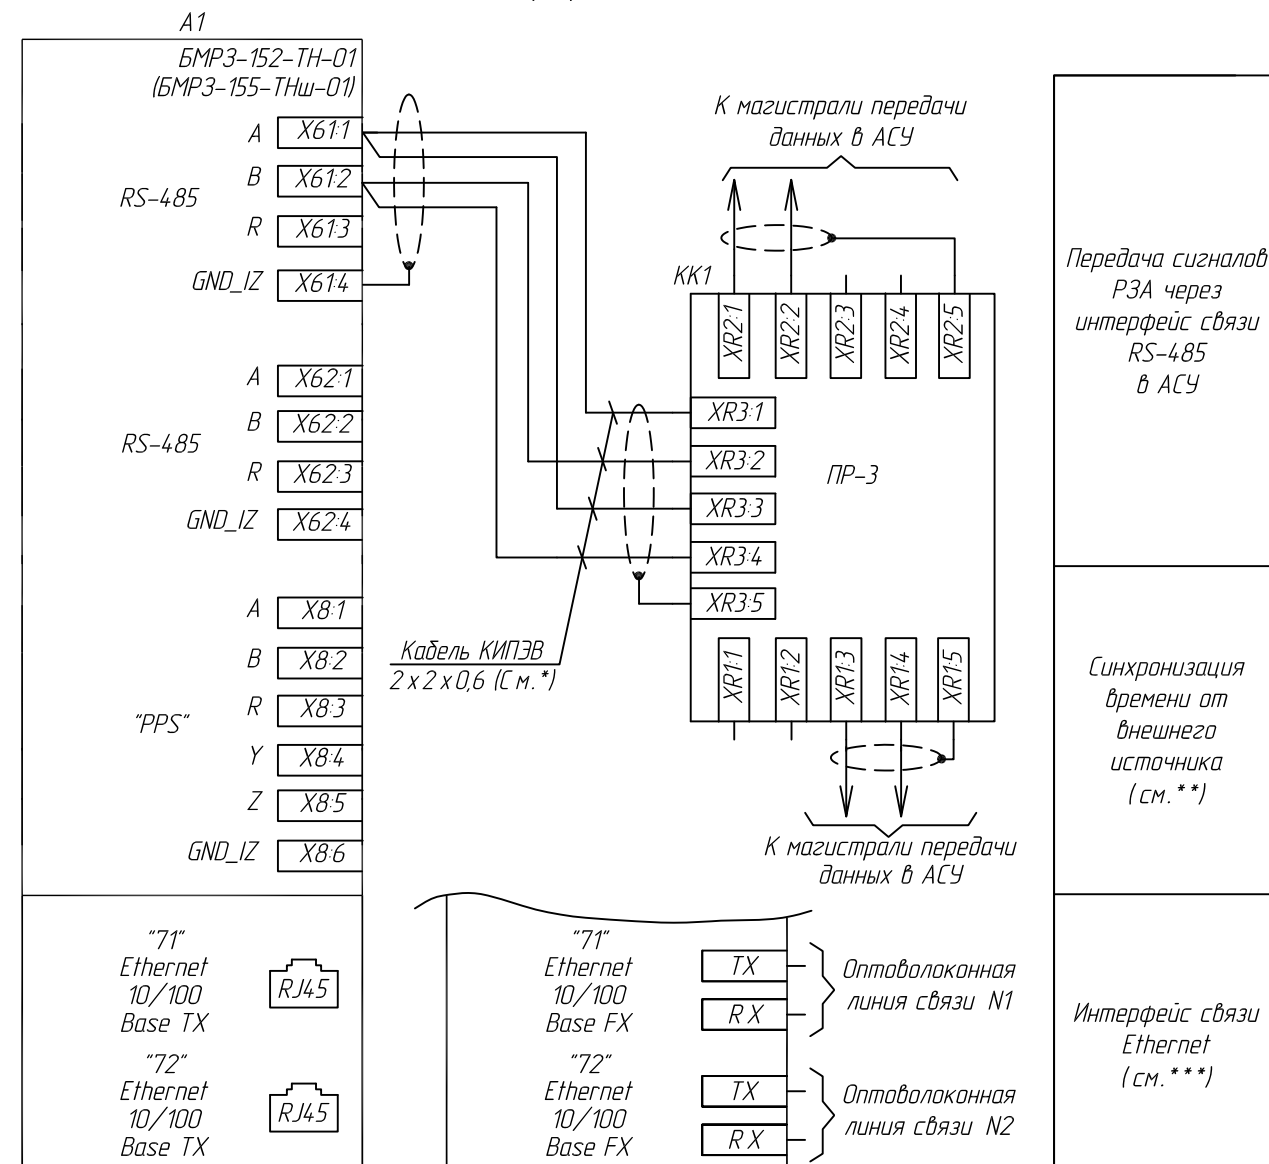 A1
БМРЗ-152-ТН-01
(БМРЗ-155-ТНш-01)
A X61:1
B X61:2
RS-485
R X61:3
GND_IZ X61:4
A X62:1
B X62:2
RS-485
R X62:3
GND_IZ X62:4
A X8:1
B X8:2
R X8:3
"PPS"
Y X8:4
Z X8:5
GND_IZ X8:6
"71"
Ethernet
10/100
Base TX
RJ45
"72"
Ethernet
10/100
Base TX
RJ45
Кабель КИПЭВ
2x2x0,6 (См.*)
К магистрали передачи
данных в АСУ
КК1
XR2:1
XR2:2
XR2:3
XR2:4
XR2:5
XR3:1
XR3:2
XR3:3
XR3:4
XR3:5
ПР-3
XR1:1
XR1:2
XR1:3
XR1:4
XR1:5
К магистрали передачи
данных в АСУ
"71"
Ethernet
10/100
Base FX
TX
RX
Оптоволоконная
линия связи N1
"72"
Ethernet
10/100
Base FX
TX
RX
Оптоволоконная
линия связи N2
Передача сигналов
РЗА через
интерфейс связи
RS-485
в АСУ
Синхронизация
времени от
внешнего
источника
(см.**)
Интерфейс связи
Ethernet
(см.***)